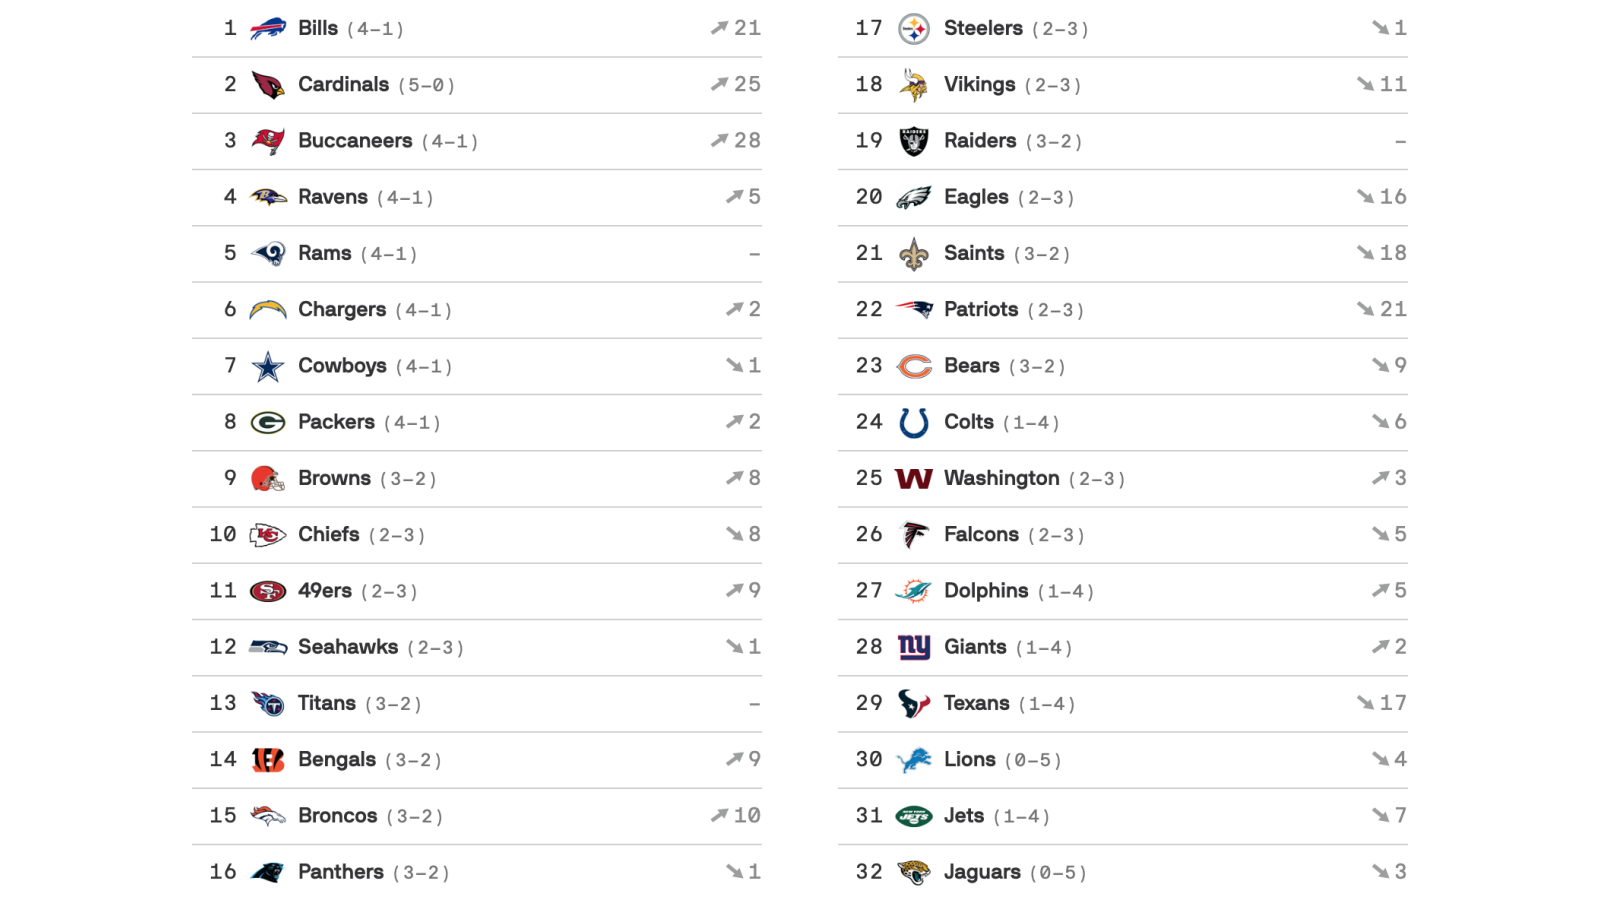 1 Bills (4-1) ↗ 21
2 Cardinals (5-0) ↗ 25
3 Buccaneers (4-1) ↗ 28
4 Ravens (4-1) ↗ 5
5 Rams (4-1) –
6 Chargers (4-1) ↗ 2
7 Cowboys (4-1) ↘ 1
8 Packers (4-1) ↗ 2
9 Browns (3-2) ↗ 8
10 Chiefs (2-3) ↘ 8
11 49ers (2-3) ↗ 9
12 Seahawks (2-3) ↘ 1
13 Titans (3-2) –
14 Bengals (3-2) ↗ 9
15 Broncos (3-2) ↗ 10
16 Panthers (3-2) ↘ 1
17 Steelers (2-3) ↘ 1
18 Vikings (2-3) ↘ 11
19 RAIDERS Raiders (3-2) –
20 Eagles (2-3) ↘ 16
21 Saints (3-2) ↘ 18
22 Patriots (2-3) ↘ 21
23 Bears (3-2) ↘ 9
24 Colts (1-4) ↘ 6
25 W Washington (2-3) ↗ 3
26 Falcons (2-3) ↘ 5
27 Dolphins (1-4) ↗ 5
28 ny Giants (1-4) ↗ 2
29 Texans (1-4) ↘ 17
30 Lions (0-5) ↘ 4
31 JETS Jets (1-4) ↘ 7
32 Jaguars (0-5) ↘ 3